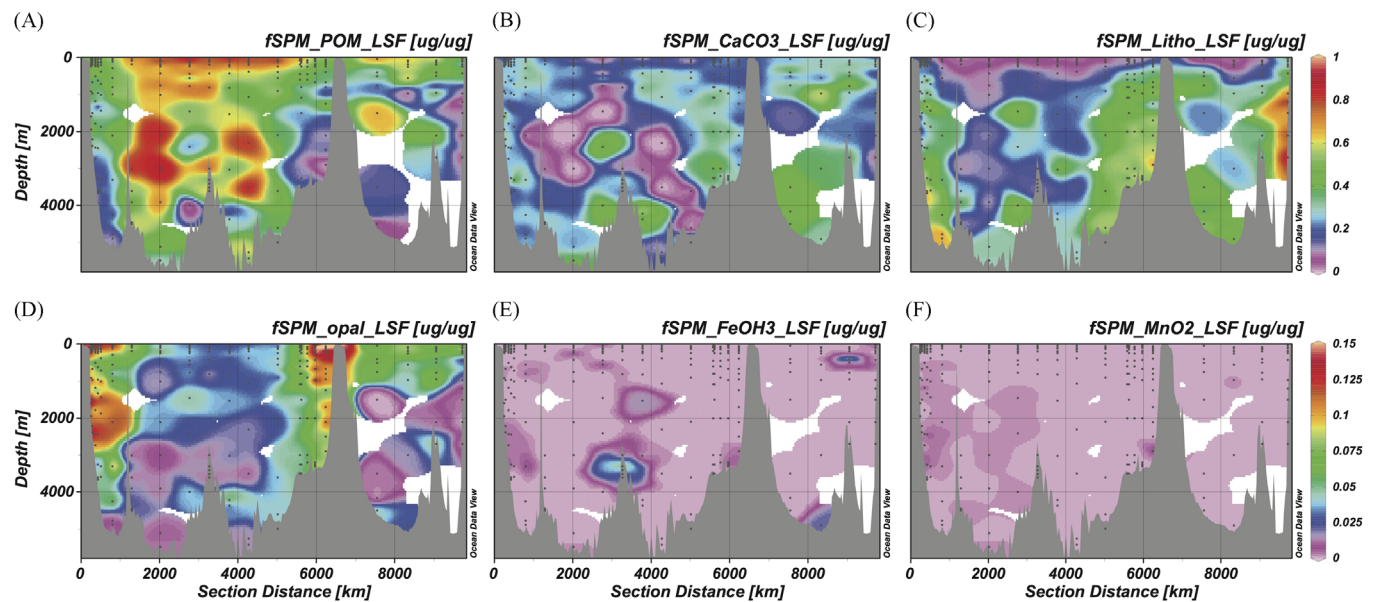 (A)
fSPM_POM_LSF [ug/ug]
(B)
fSPM_CaCO3_LSF [ug/ug]
(C)
fSPM_Litho_LSF [ug/ug]
0
2000
4000
Depth [m]
Ocean Data View
Ocean Data View
Ocean Data View
1
0.8
0.6
0.4
0.2
0
(D)
fSPM_opal_LSF [ug/ug]
(E)
fSPM_FeOH3_LSF [ug/ug]
(F)
fSPM_MnO2_LSF [ug/ug]
0
2000
4000
Depth [m]
Ocean Data View
Ocean Data View
Ocean Data View
0.15
0.125
0.1
0.075
0.05
0.025
0
0 2000 4000 6000 8000
Section Distance [km]
0 2000 4000 6000 8000
Section Distance [km]
0 2000 4000 6000 8000
Section Distance [km]